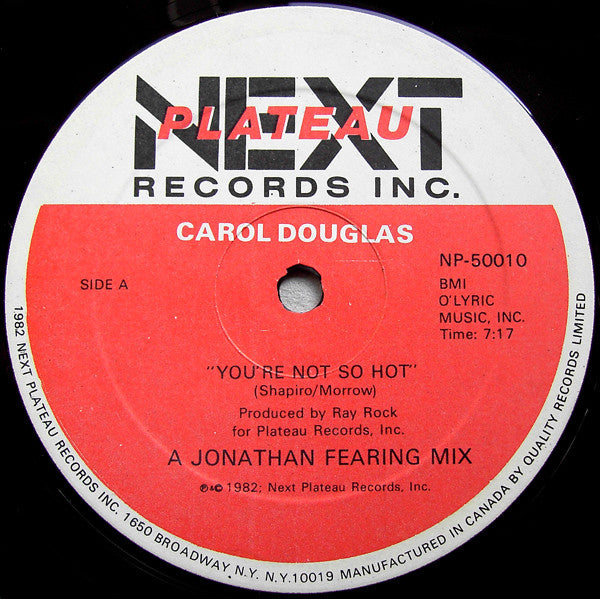 NEXT
PLATEAU
RECORDS INC.
CAROL DOUGLAS
SIDE A
NP-50010
BMI
O'LYRIC
MUSIC, INC.
Time: 7:17
"YOU'RE NOT SO HOT"
(Shapiro/Morrow)
Produced by Ray Rock
for Plateau Records, Inc.
A JONATHAN FEARING MIX
℗&© 1982; Next Plateau Records, Inc.
1982 NEXT PLATEAU RECORDS INC. 1650 BROADWAY N.Y. N.Y.10019 MANUFACTURED IN CANADA BY QUALITY RECORDS LIMITED